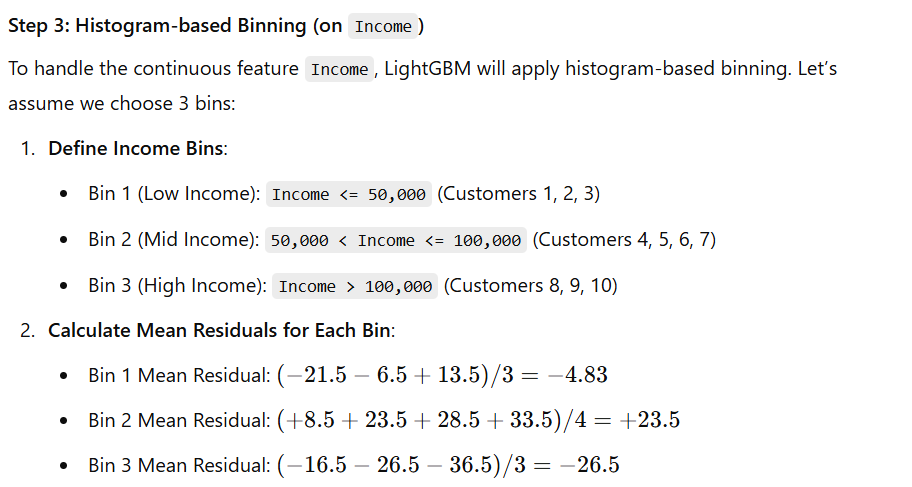 Step 3: Histogram-based Binning (on Income)
To handle the continuous feature Income, LightGBM will apply histogram-based binning. Let’s
assume we choose 3 bins:
1. Define Income Bins:
• Bin 1 (Low Income): Income <= 50,000 (Customers 1, 2, 3)
• Bin 2 (Mid Income): 50,000 < Income <= 100,000 (Customers 4, 5, 6, 7)
• Bin 3 (High Income): Income > 100,000 (Customers 8, 9, 10)
2. Calculate Mean Residuals for Each Bin:
• Bin 1 Mean Residual: (−21.5 − 6.5 + 13.5)/3 = −4.83
• Bin 2 Mean Residual: (+8.5 + 23.5 + 28.5 + 33.5)/4 = +23.5
• Bin 3 Mean Residual: (−16.5 − 26.5 − 36.5)/3 = −26.5